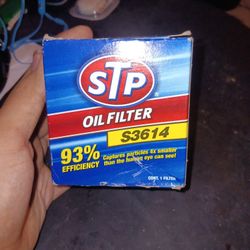 STP
OIL FILTER
S3614
93%
EFFICIENCY
Captures particles 4x smaller
than the human eye can see!
CONT. 1 FILTER